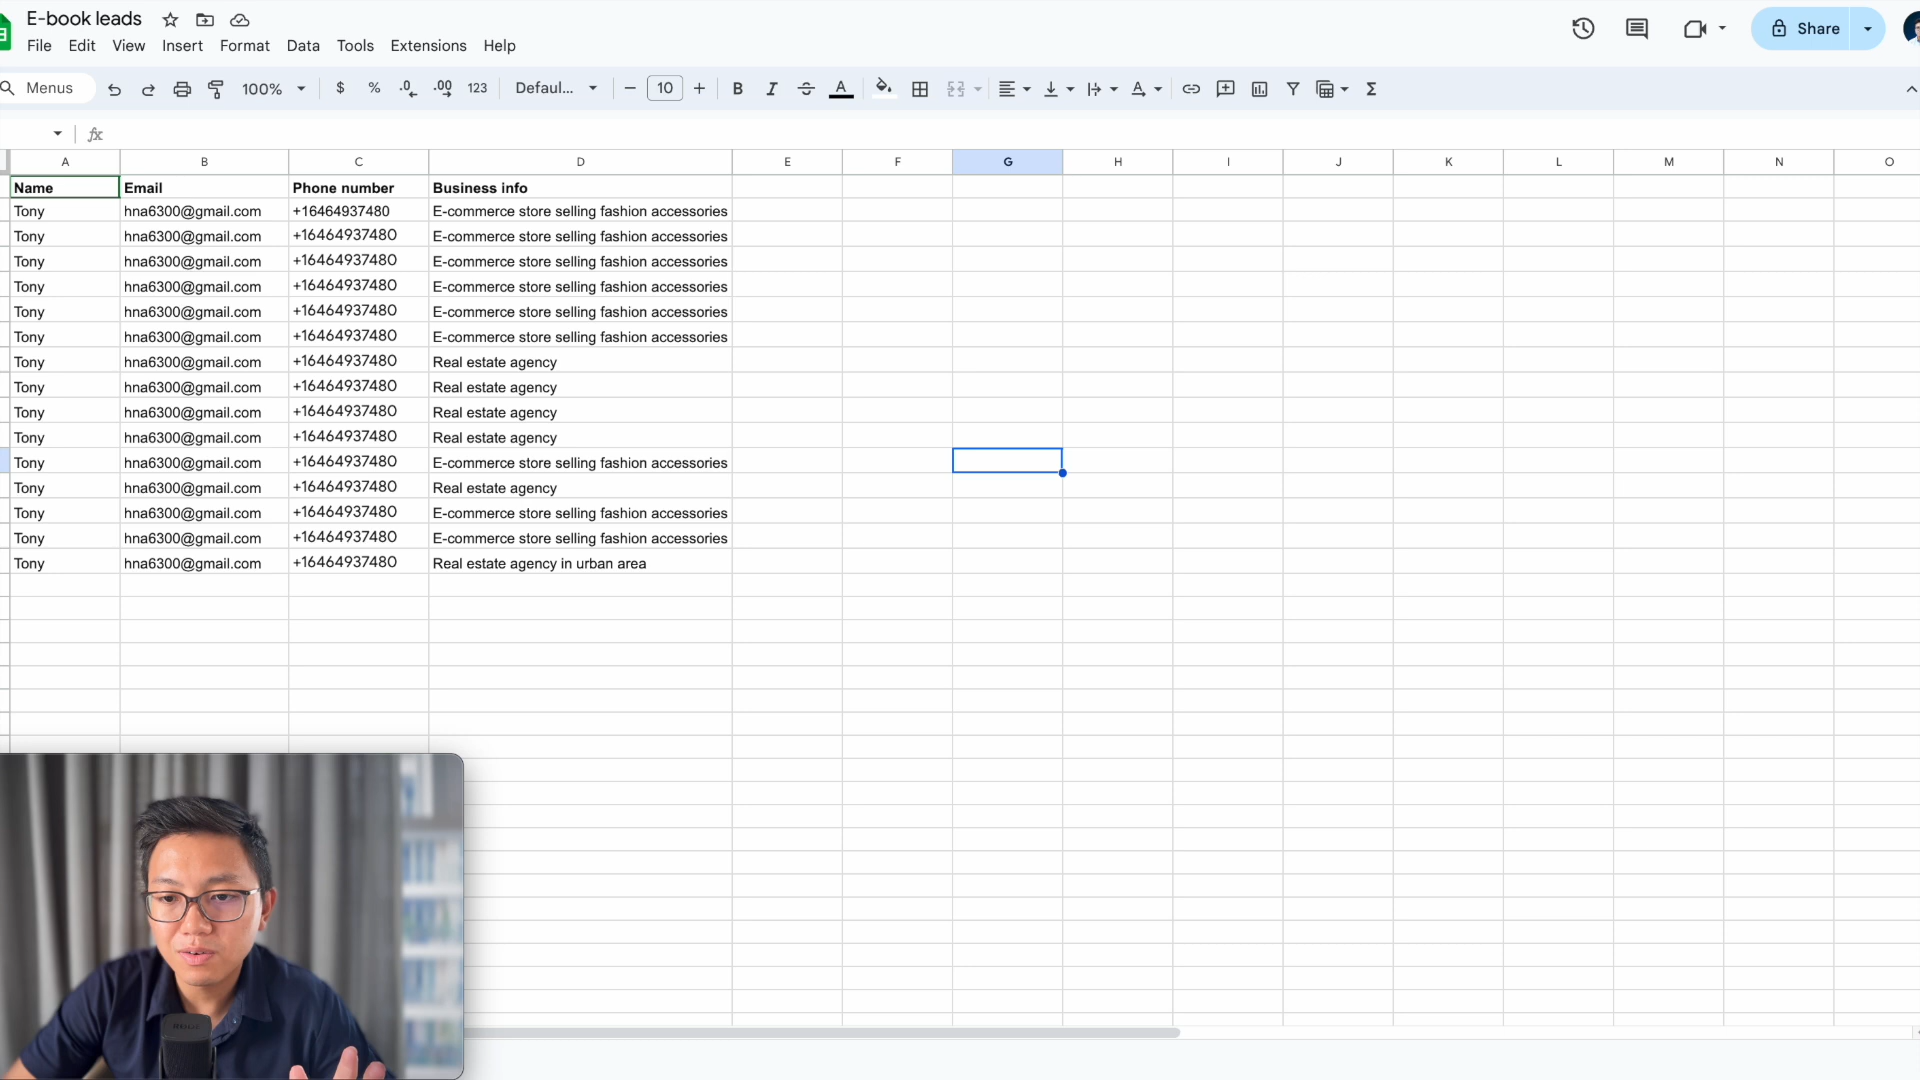 E-book leads
File Edit View Insert Format Data Tools Extensions Help
Share
Menus 100% $ % .0 .00 123 Defaul... 10 B I A
fx
A B C D E F G H I J K L M N O
Name Email Phone number Business info
Tony hna6300@gmail.com +16464937480 E-commerce store selling fashion accessories
Tony hna6300@gmail.com +16464937480 E-commerce store selling fashion accessories
Tony hna6300@gmail.com +16464937480 E-commerce store selling fashion accessories
Tony hna6300@gmail.com +16464937480 E-commerce store selling fashion accessories
Tony hna6300@gmail.com +16464937480 E-commerce store selling fashion accessories
Tony hna6300@gmail.com +16464937480 E-commerce store selling fashion accessories
Tony hna6300@gmail.com +16464937480 Real estate agency
Tony hna6300@gmail.com +16464937480 Real estate agency
Tony hna6300@gmail.com +16464937480 Real estate agency
Tony hna6300@gmail.com +16464937480 Real estate agency
Tony hna6300@gmail.com +16464937480 E-commerce store selling fashion accessories
Tony hna6300@gmail.com +16464937480 Real estate agency
Tony hna6300@gmail.com +16464937480 E-commerce store selling fashion accessories
Tony hna6300@gmail.com +16464937480 E-commerce store selling fashion accessories
Tony hna6300@gmail.com +16464937480 Real estate agency in urban area